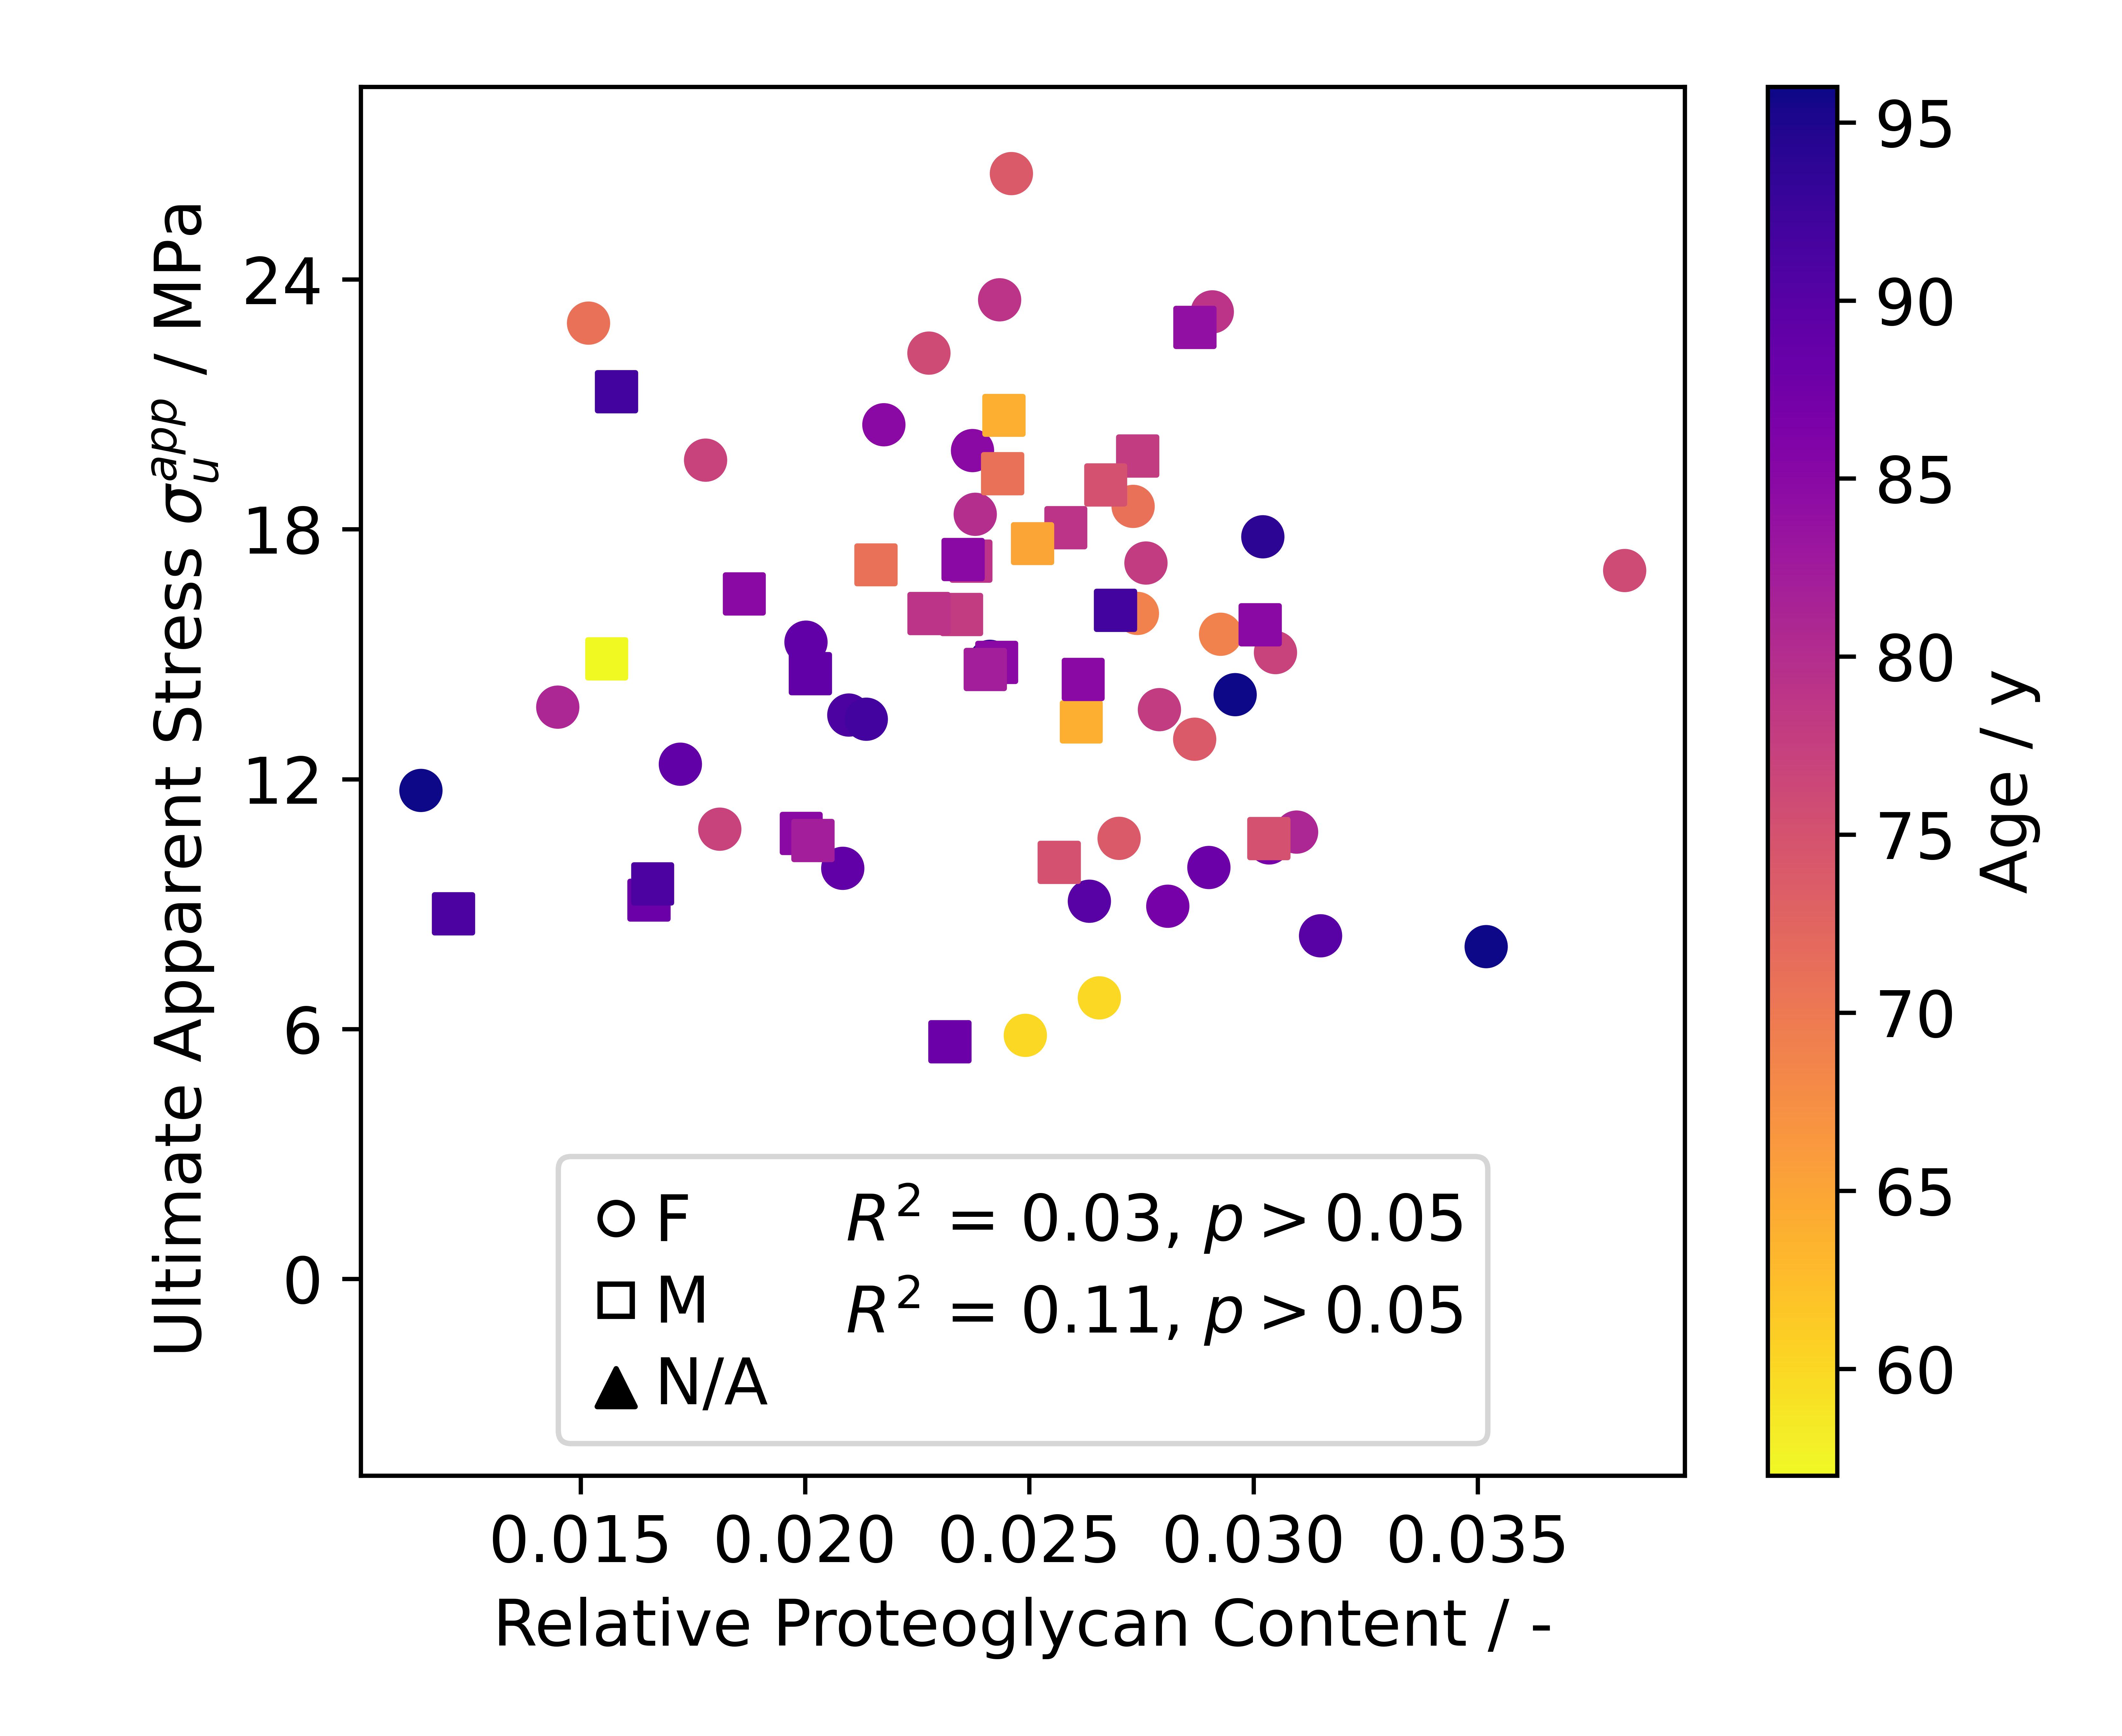 Ultimate Apparent Stress σ_u^app / MPa
24
18
12
6
0
F R² = 0.03, p > 0.05
M R² = 0.11, p > 0.05
N/A
0.015 0.020 0.025 0.030 0.035
Relative Proteoglycan Content / -
95
90
85
80
75
70
65
60
Age / y